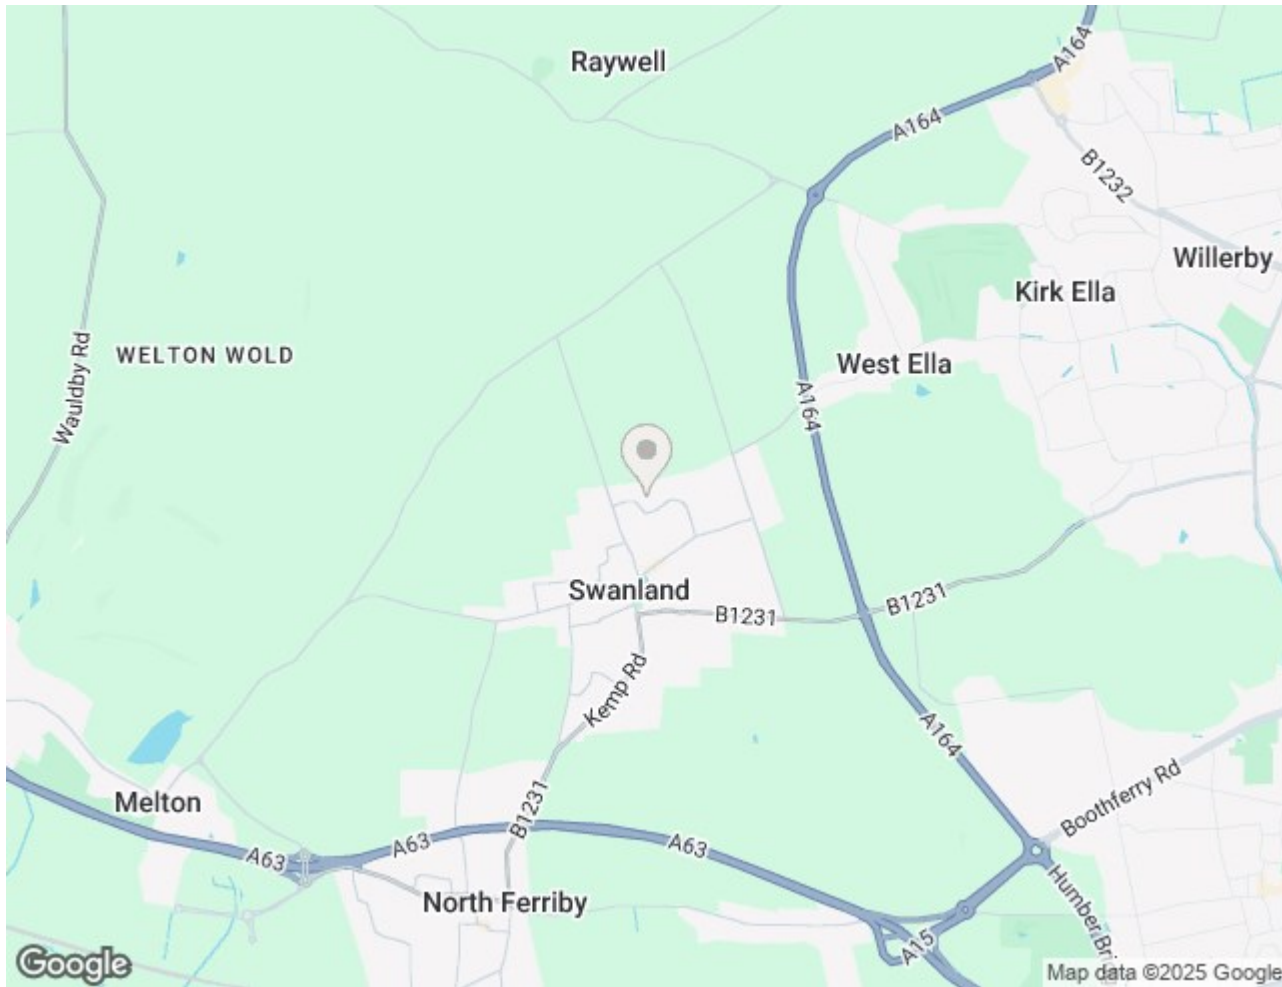 A164
Raywell
A164
B1232
Willerby
Kirk Ella
Wauldby Rd
WELTON WOLD
West Ella
A164
Swanland
B1231
B1231
Kemp Rd
A164
Boothferry Rd
Melton
B1231
A63
A63
A63
North Ferriby
Humber Bri
A15
Google
Map data ©2025 Google